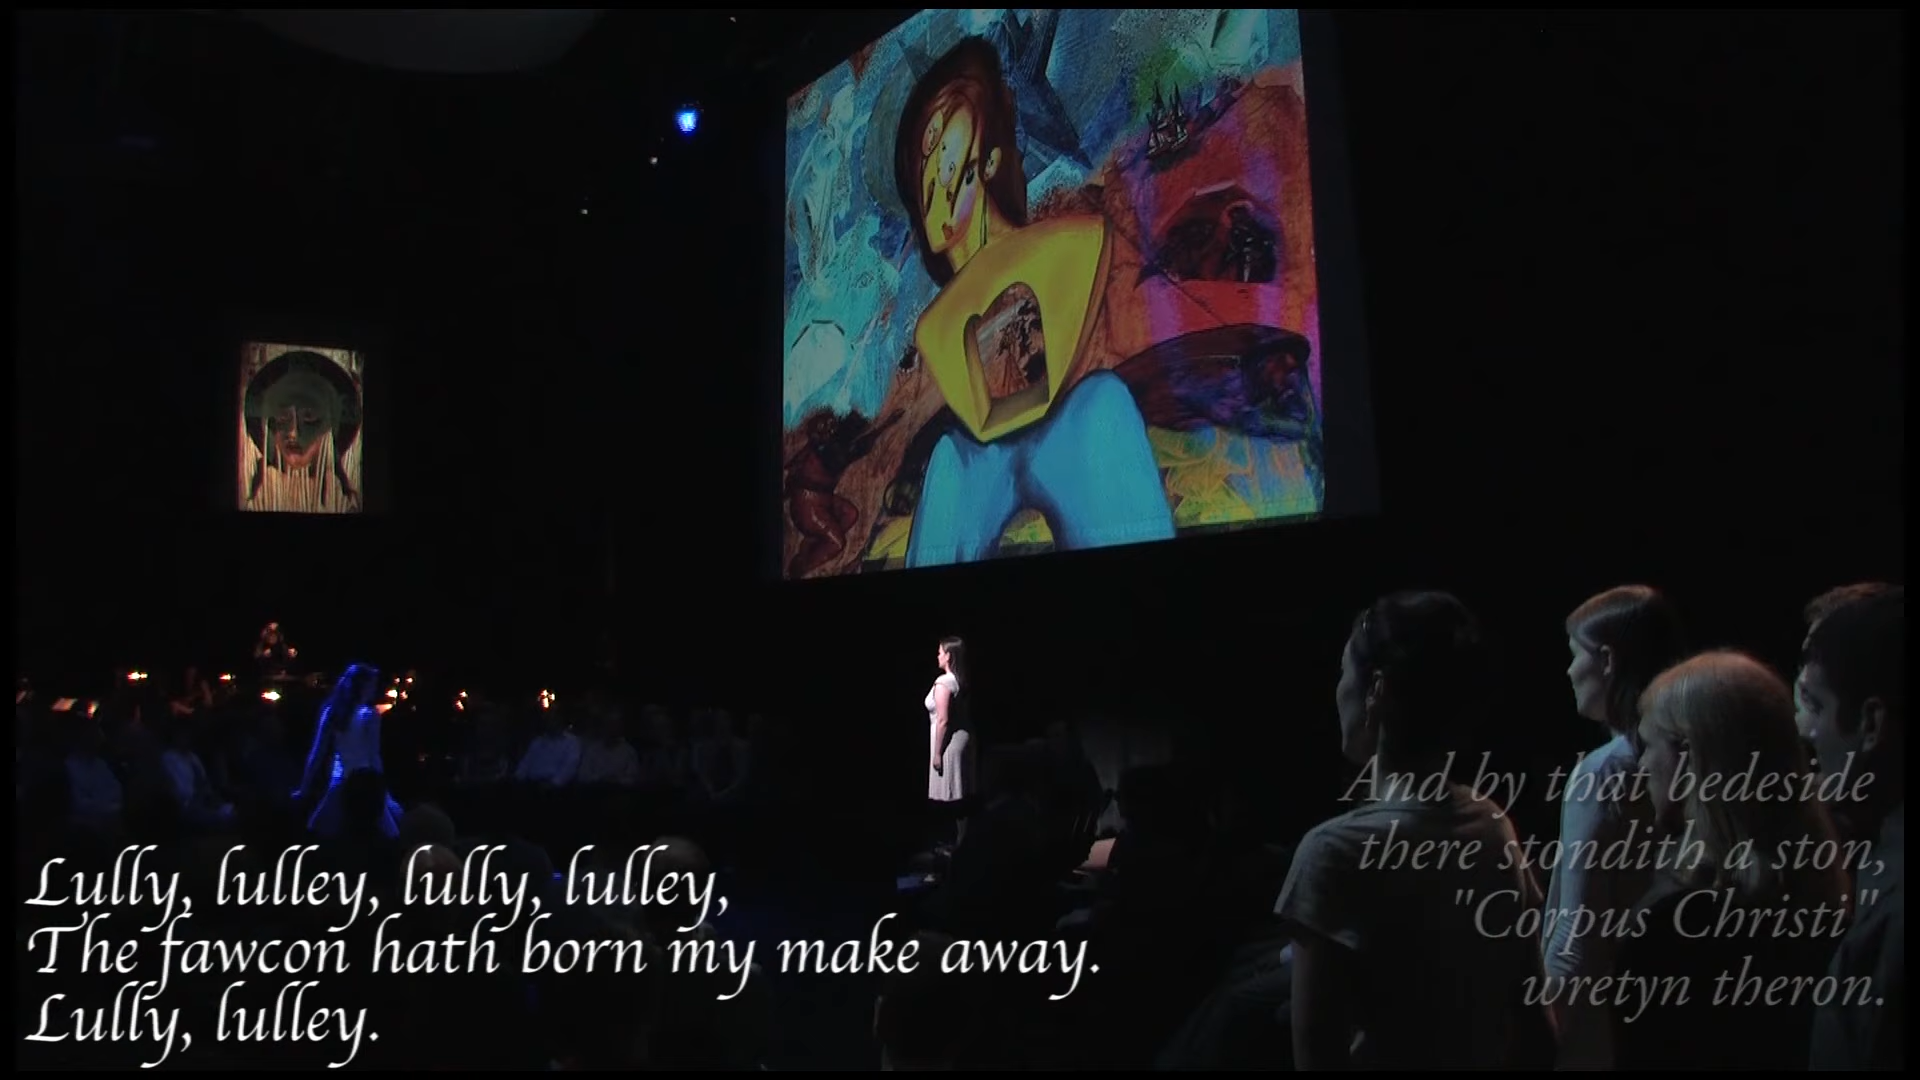 Lully, lulley, lully, lulley,
The fawcon hath born my make away.
Lully, lulley.
And by that bedeside
there stondith a ston,
"Corpus Christi"
wretyn theron.